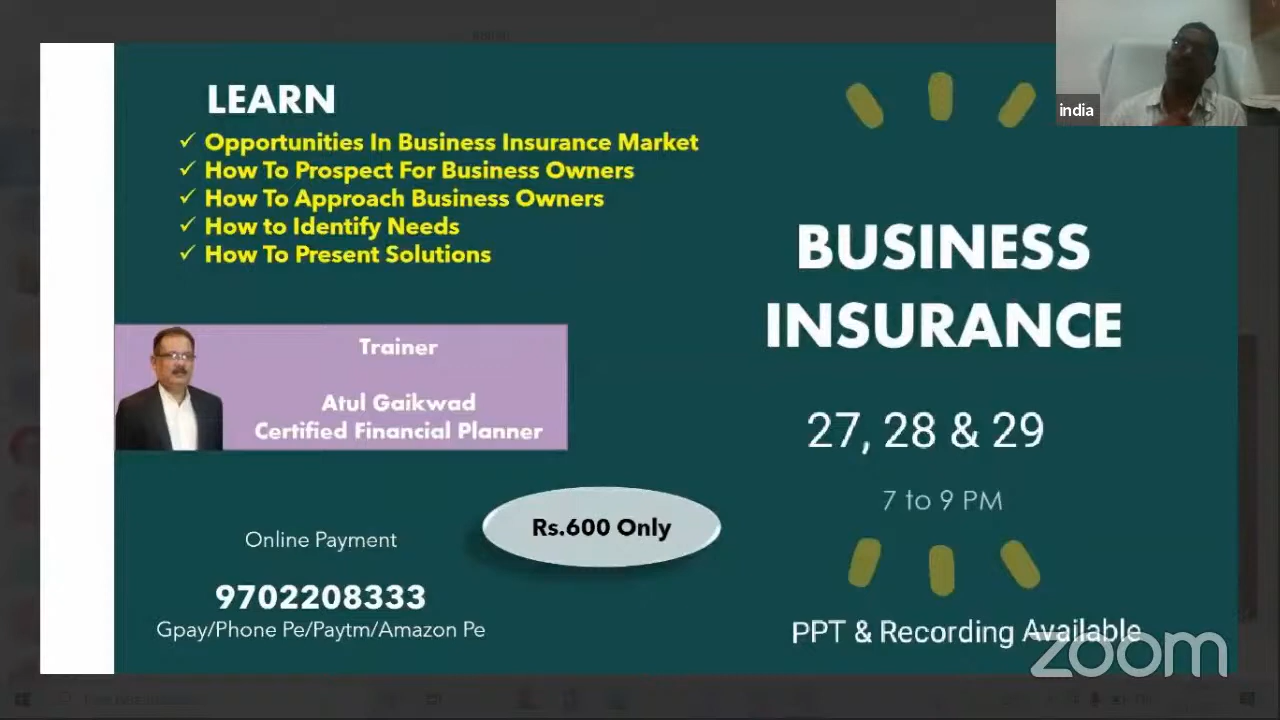 LEARN
✓ Opportunities In Business Insurance Market
✓ How To Prospect For Business Owners
✓ How To Approach Business Owners
✓ How to Identify Needs
✓ How To Present Solutions
Trainer
Atul Gaikwad
Certified Financial Planner
Online Payment
9702208333
Gpay/Phone Pe/Paytm/Amazon Pe
Rs.600 Only
india
BUSINESS
INSURANCE
27, 28 & 29
7 to 9 PM
PPT & Recording Available
zoom